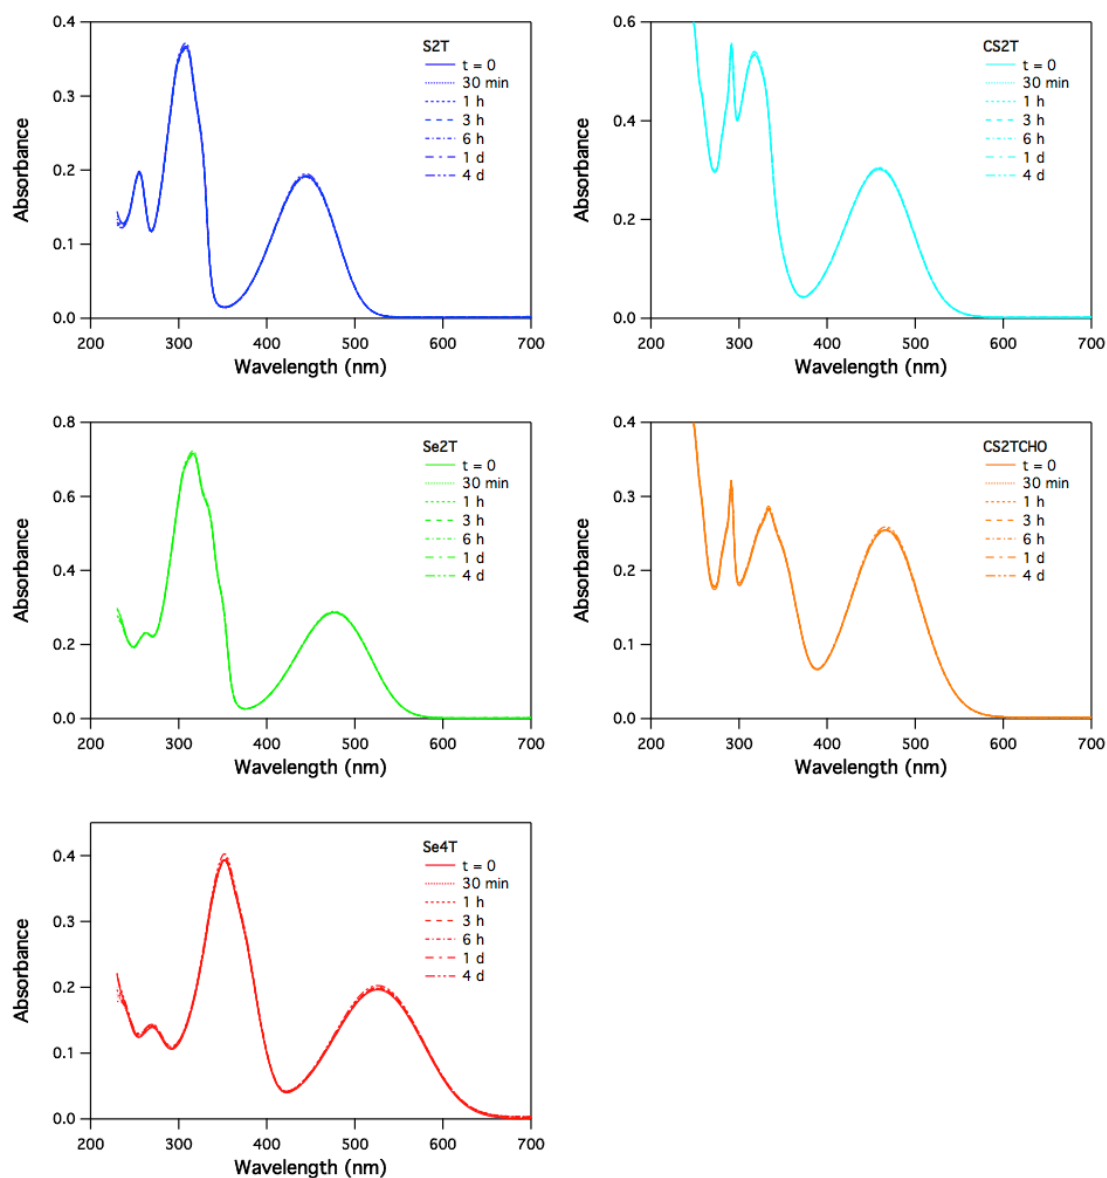 S2T
t = 0
30 min
1 h
3 h
6 h
1 d
4 d
0.4
0.3
0.2
0.1
0.0
Absorbance
200 300 400 500 600 700
Wavelength (nm)
CS2T
t = 0
30 min
1 h
3 h
6 h
1 d
4 d
0.6
0.4
0.2
0.0
Absorbance
200 300 400 500 600 700
Wavelength (nm)
Se2T
t = 0
30 min
1 h
3 h
6 h
1 d
4 d
0.8
0.6
0.4
0.2
0.0
Absorbance
200 300 400 500 600 700
Wavelength (nm)
CS2TCHO
t = 0
30 min
1 h
3 h
6 h
1 d
4 d
0.4
0.3
0.2
0.1
0.0
Absorbance
200 300 400 500 600 700
Wavelength (nm)
Se4T
t = 0
30 min
1 h
3 h
6 h
1 d
4 d
0.4
0.3
0.2
0.1
0.0
Absorbance
200 300 400 500 600 700
Wavelength (nm)